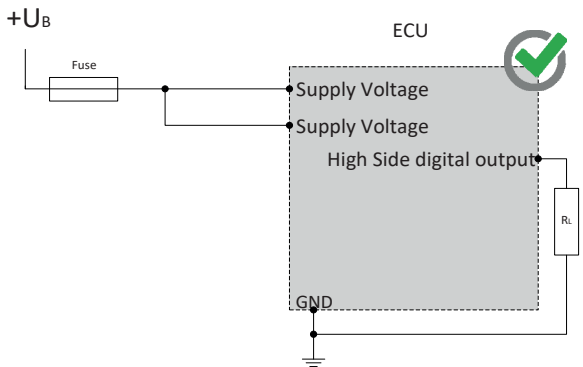 +UB
ECU
Fuse
Supply Voltage
Supply Voltage
High Side digital output
RL
GND